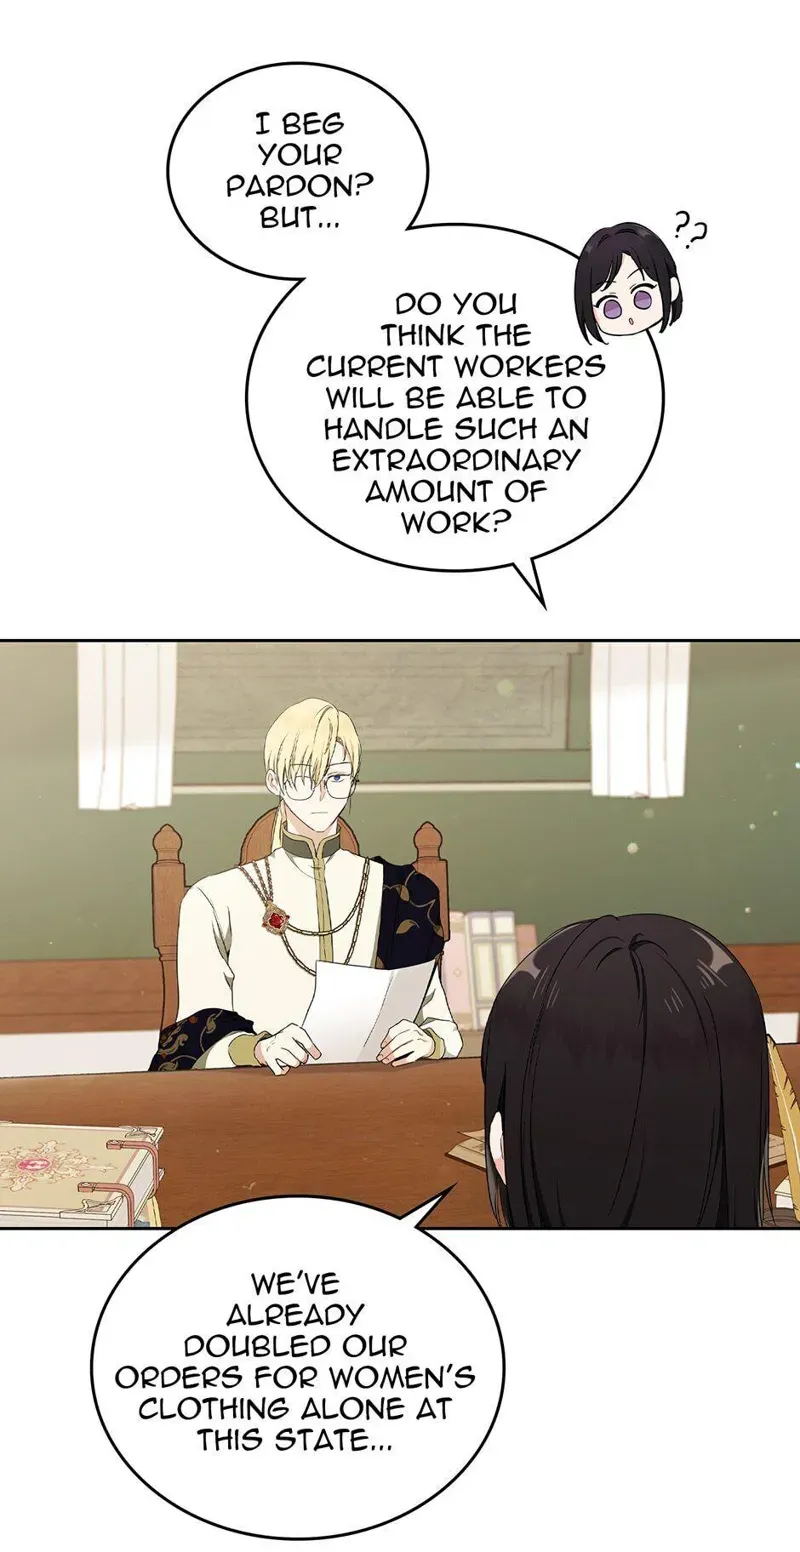 I BEG
YOUR
PARDON?
BUT...
??
DO YOU
THINK THE
CURRENT WORKERS
WILL BE ABLE TO
HANDLE SUCH AN
EXTRAORDINARY
AMOUNT OF
WORK?
WE'VE
ALREADY
DOUBLED OUR
ORDERS FOR WOMEN'S
CLOTHING ALONE AT
THIS STATE...